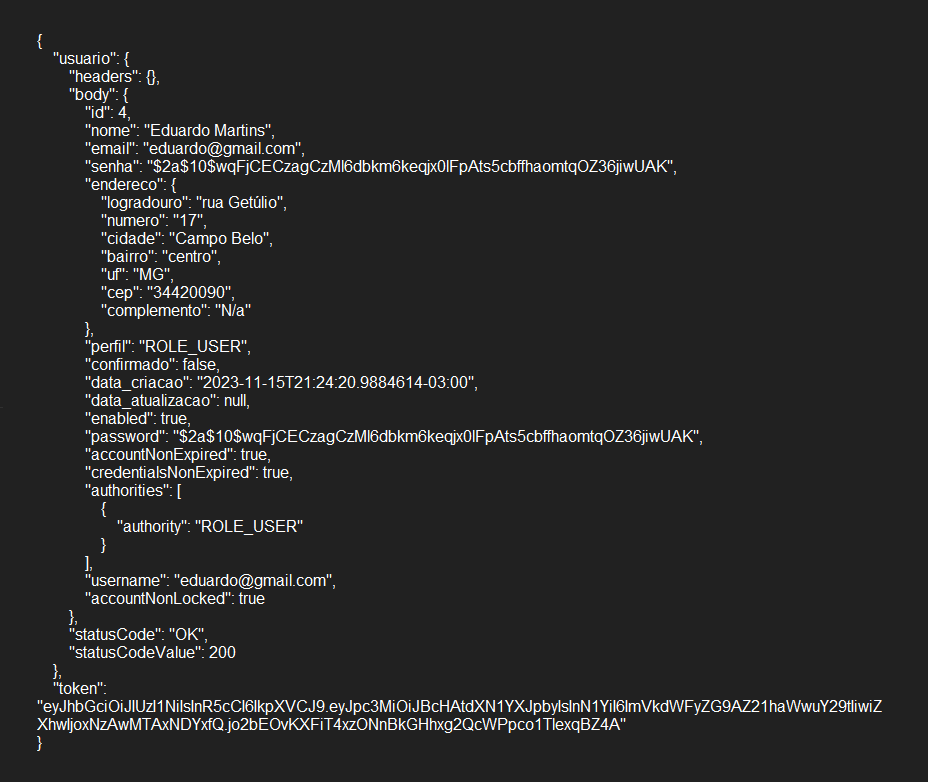 {
"usuario": {
"headers": {},
"body": {
"id": 4,
"nome": "Eduardo Martins",
"email": "eduardo@gmail.com",
"senha": "$2a$10$wqFjCECzagCzMl6dbkm6keqjx0lFpAts5cbffhaomtqOZ36jiwUAK",
"endereco": {
"logradouro": "rua Getúlio",
"numero": "17",
"cidade": "Campo Belo",
"bairro": "centro",
"uf": "MG",
"cep": "34420090",
"complemento": "N/a"
},
"perfil": "ROLE_USER",
"confirmado": false,
"data_criacao": "2023-11-15T21:24:20.9884614-03:00",
"data_atualizacao": null,
"enabled": true,
"password": "$2a$10$wqFjCECzagCzMl6dbkm6keqjx0lFpAts5cbffhaomtqOZ36jiwUAK",
"accountNonExpired": true,
"credentialsNonExpired": true,
"authorities": [
{
"authority": "ROLE_USER"
}
],
"username": "eduardo@gmail.com",
"accountNonLocked": true
},
"statusCode": "OK",
"statusCodeValue": 200
},
"token":
"eyJhbGciOiJIUzI1NiIsInR5cCI6IkpXVCJ9.eyJpc3MiOiJBcHAtdXN1YXJpbyIsInN1YiI6ImVkdWFyZG9AZ21haWwuY29tIiwiZ
XhwIjoxNzAwMTAxNDYxfQ.jo2bEOvKXFiT4xzONnBkGHhxg2QcWPpco1TlexqBZ4A"
}